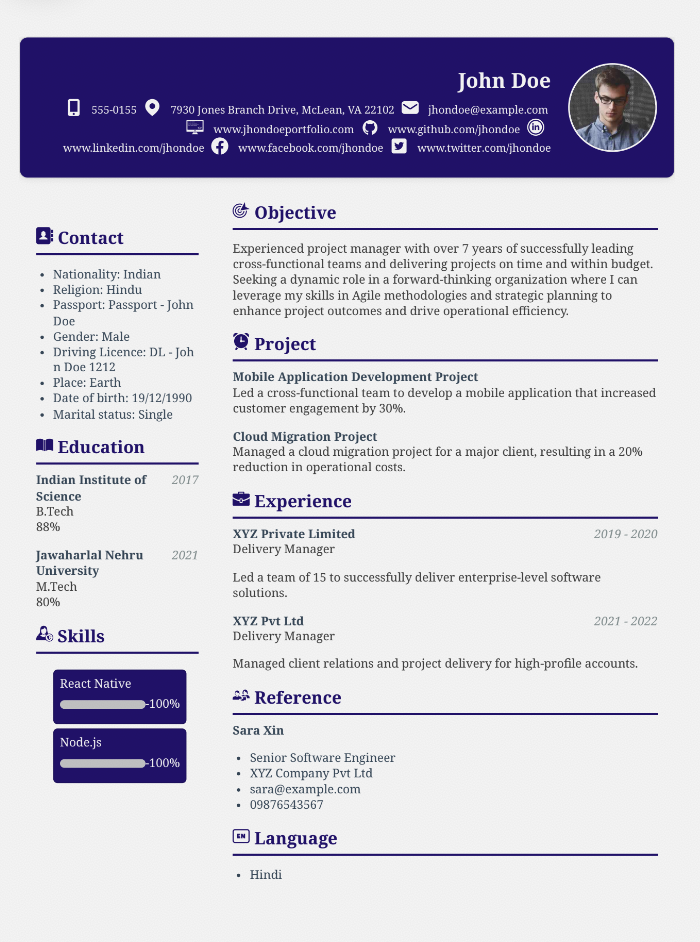 John Doe
555-0155 7930 Jones Branch Drive, McLean, VA 22102 jhondoe@example.com
www.jhondoeportfolio.com www.github.com/jhondoe
www.linkedin.com/jhondoe www.facebook.com/jhondoe www.twitter.com/jhondoe
Contact
Nationality: Indian
Religion: Hindu
Passport: Passport - John
Doe
Gender: Male
Driving Licence: DL - Joh
n Doe 1212
Place: Earth
Date of birth: 19/12/1990
Marital status: Single
Education
Indian Institute of 2017
Science
B.Tech
88%
Jawaharlal Nehru 2021
University
M.Tech
80%
Skills
React Native
-100%
Node.js
-100%
Objective
Experienced project manager with over 7 years of successfully leading
cross-functional teams and delivering projects on time and within budget.
Seeking a dynamic role in a forward-thinking organization where I can
leverage my skills in Agile methodologies and strategic planning to
enhance project outcomes and drive operational efficiency.
Project
Mobile Application Development Project
Led a cross-functional team to develop a mobile application that increased
customer engagement by 30%.
Cloud Migration Project
Managed a cloud migration project for a major client, resulting in a 20%
reduction in operational costs.
Experience
XYZ Private Limited 2019 - 2020
Delivery Manager
Led a team of 15 to successfully deliver enterprise-level software
solutions.
XYZ Pvt Ltd 2021 - 2022
Delivery Manager
Managed client relations and project delivery for high-profile accounts.
Reference
Sara Xin
Senior Software Engineer
XYZ Company Pvt Ltd
sara@example.com
09876543567
Language
Hindi